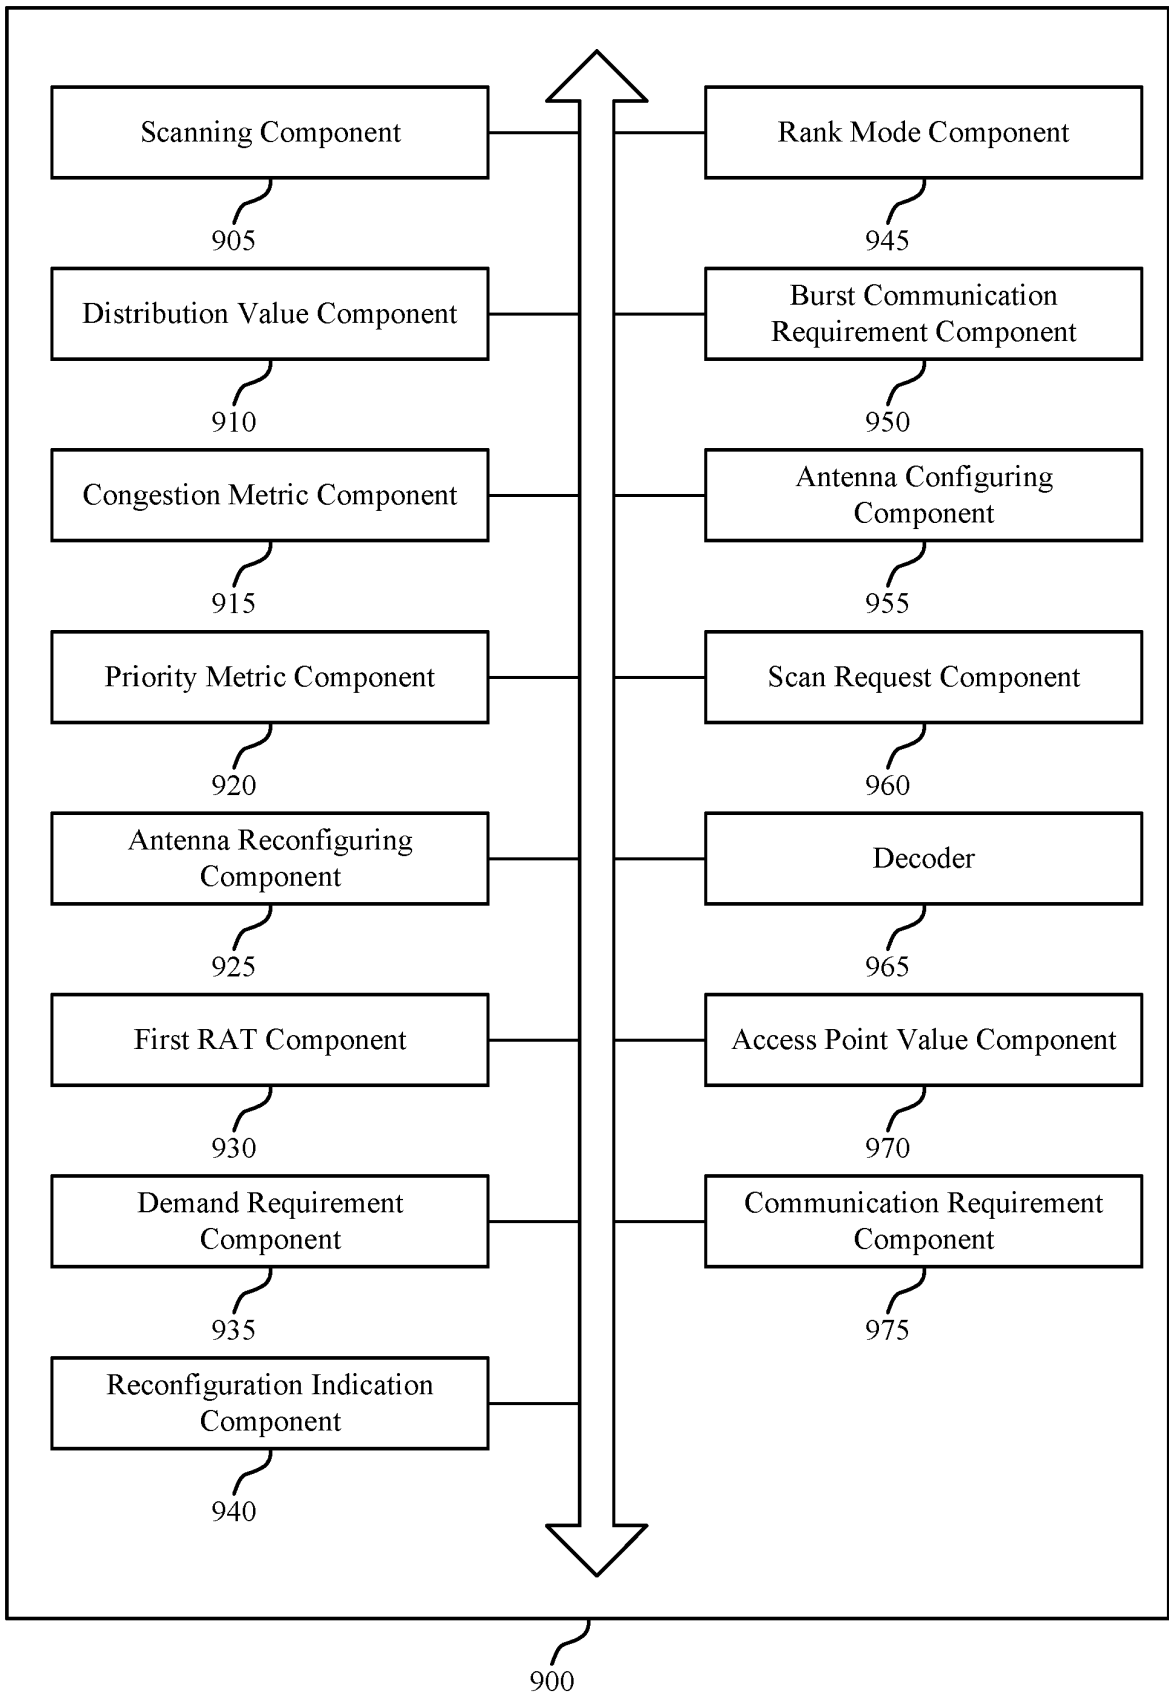 Scanning Component
905
Distribution Value Component
910
Congestion Metric Component
915
Priority Metric Component
920
Antenna Reconfiguring
Component
925
First RAT Component
930
Demand Requirement
Component
935
Reconfiguration Indication
Component
940
Rank Mode Component
945
Burst Communication
Requirement Component
950
Antenna Configuring
Component
955
Scan Request Component
960
Decoder
965
Access Point Value Component
970
Communication Requirement
Component
975
900